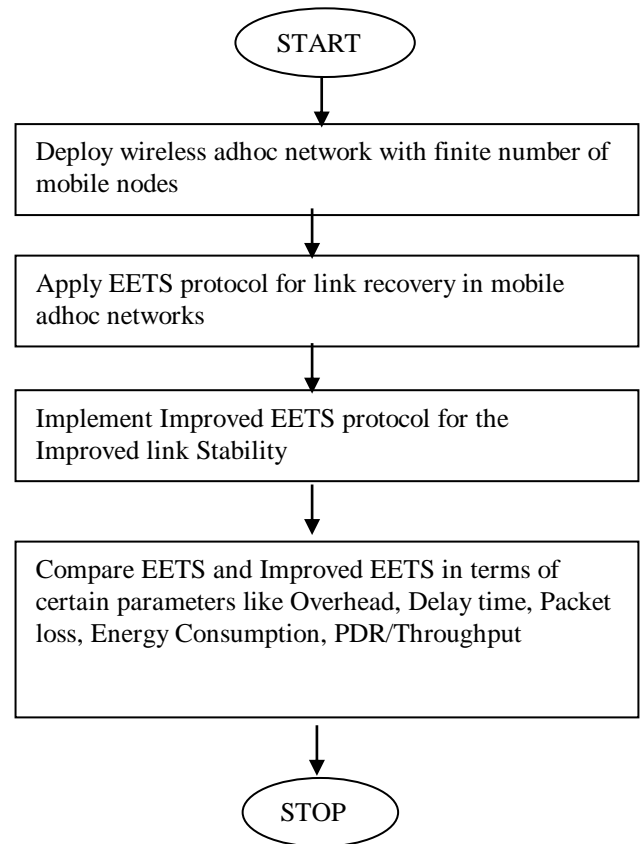 START
Deploy wireless adhoc network with finite number of
mobile nodes
Apply EETS protocol for link recovery in mobile
adhoc networks
Implement Improved EETS protocol for the
Improved link Stability
Compare EETS and Improved EETS in terms of
certain parameters like Overhead, Delay time, Packet
loss, Energy Consumption, PDR/Throughput
STOP